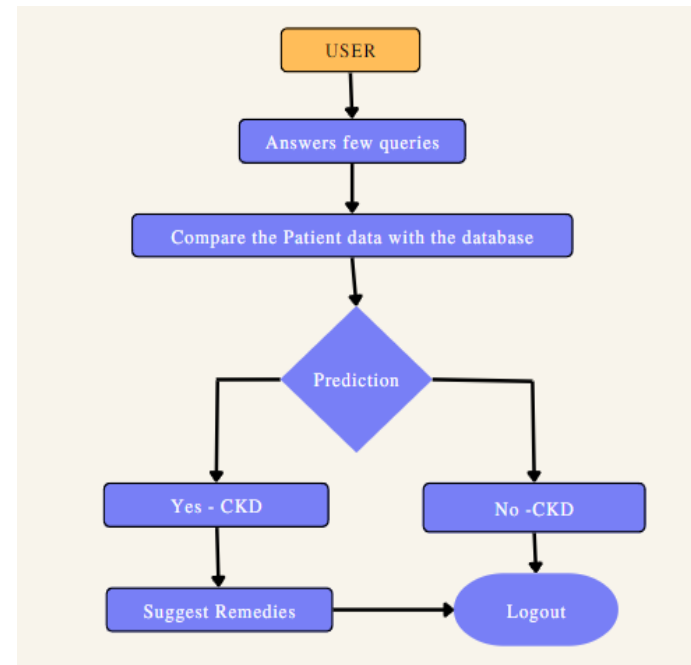 USER
Answers few queries
Compare the Patient data with the database
Prediction
Yes - CKD
No -CKD
Suggest Remedies
Logout